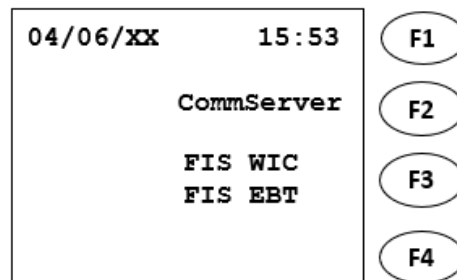 04/06/XX 15:53 F1
CommServer F2
FIS WIC
FIS EBT F3
F4